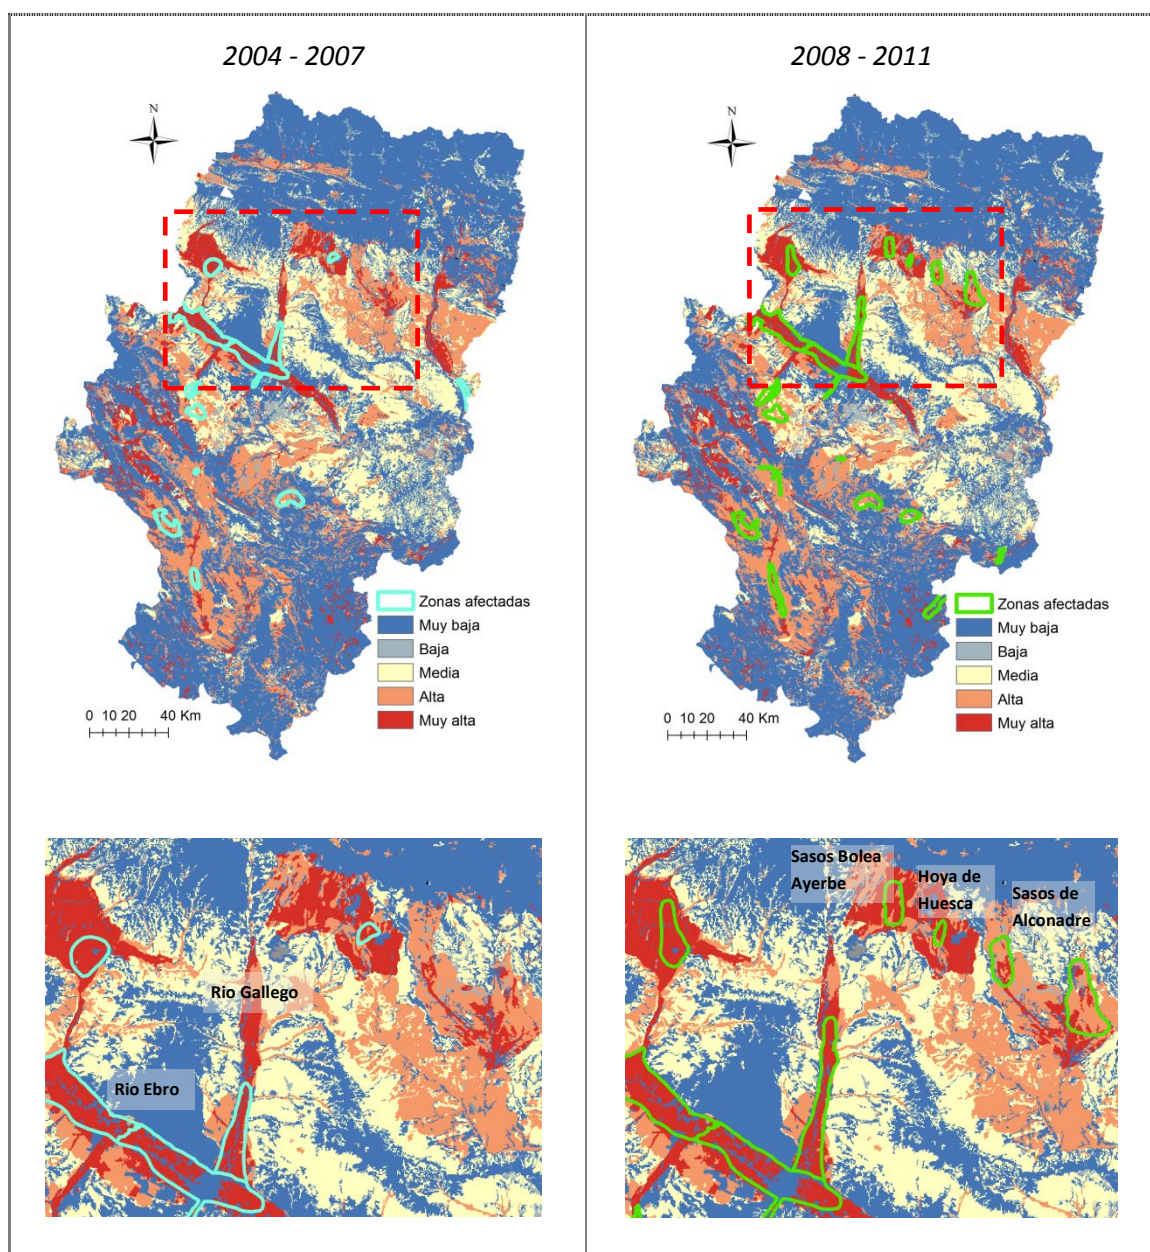 2004 - 2007
N
Zonas afectadas
Muy baja
Baja
Media
Alta
Muy alta
0 10 20 40 Km
2008 - 2011
N
Zonas afectadas
Muy baja
Baja
Media
Alta
Muy alta
0 10 20 40 Km
Rio Gallego
Rio Ebro
Sasos Bolea
Ayerbe
Hoya de
Huesca
Sasos de
Alconadre